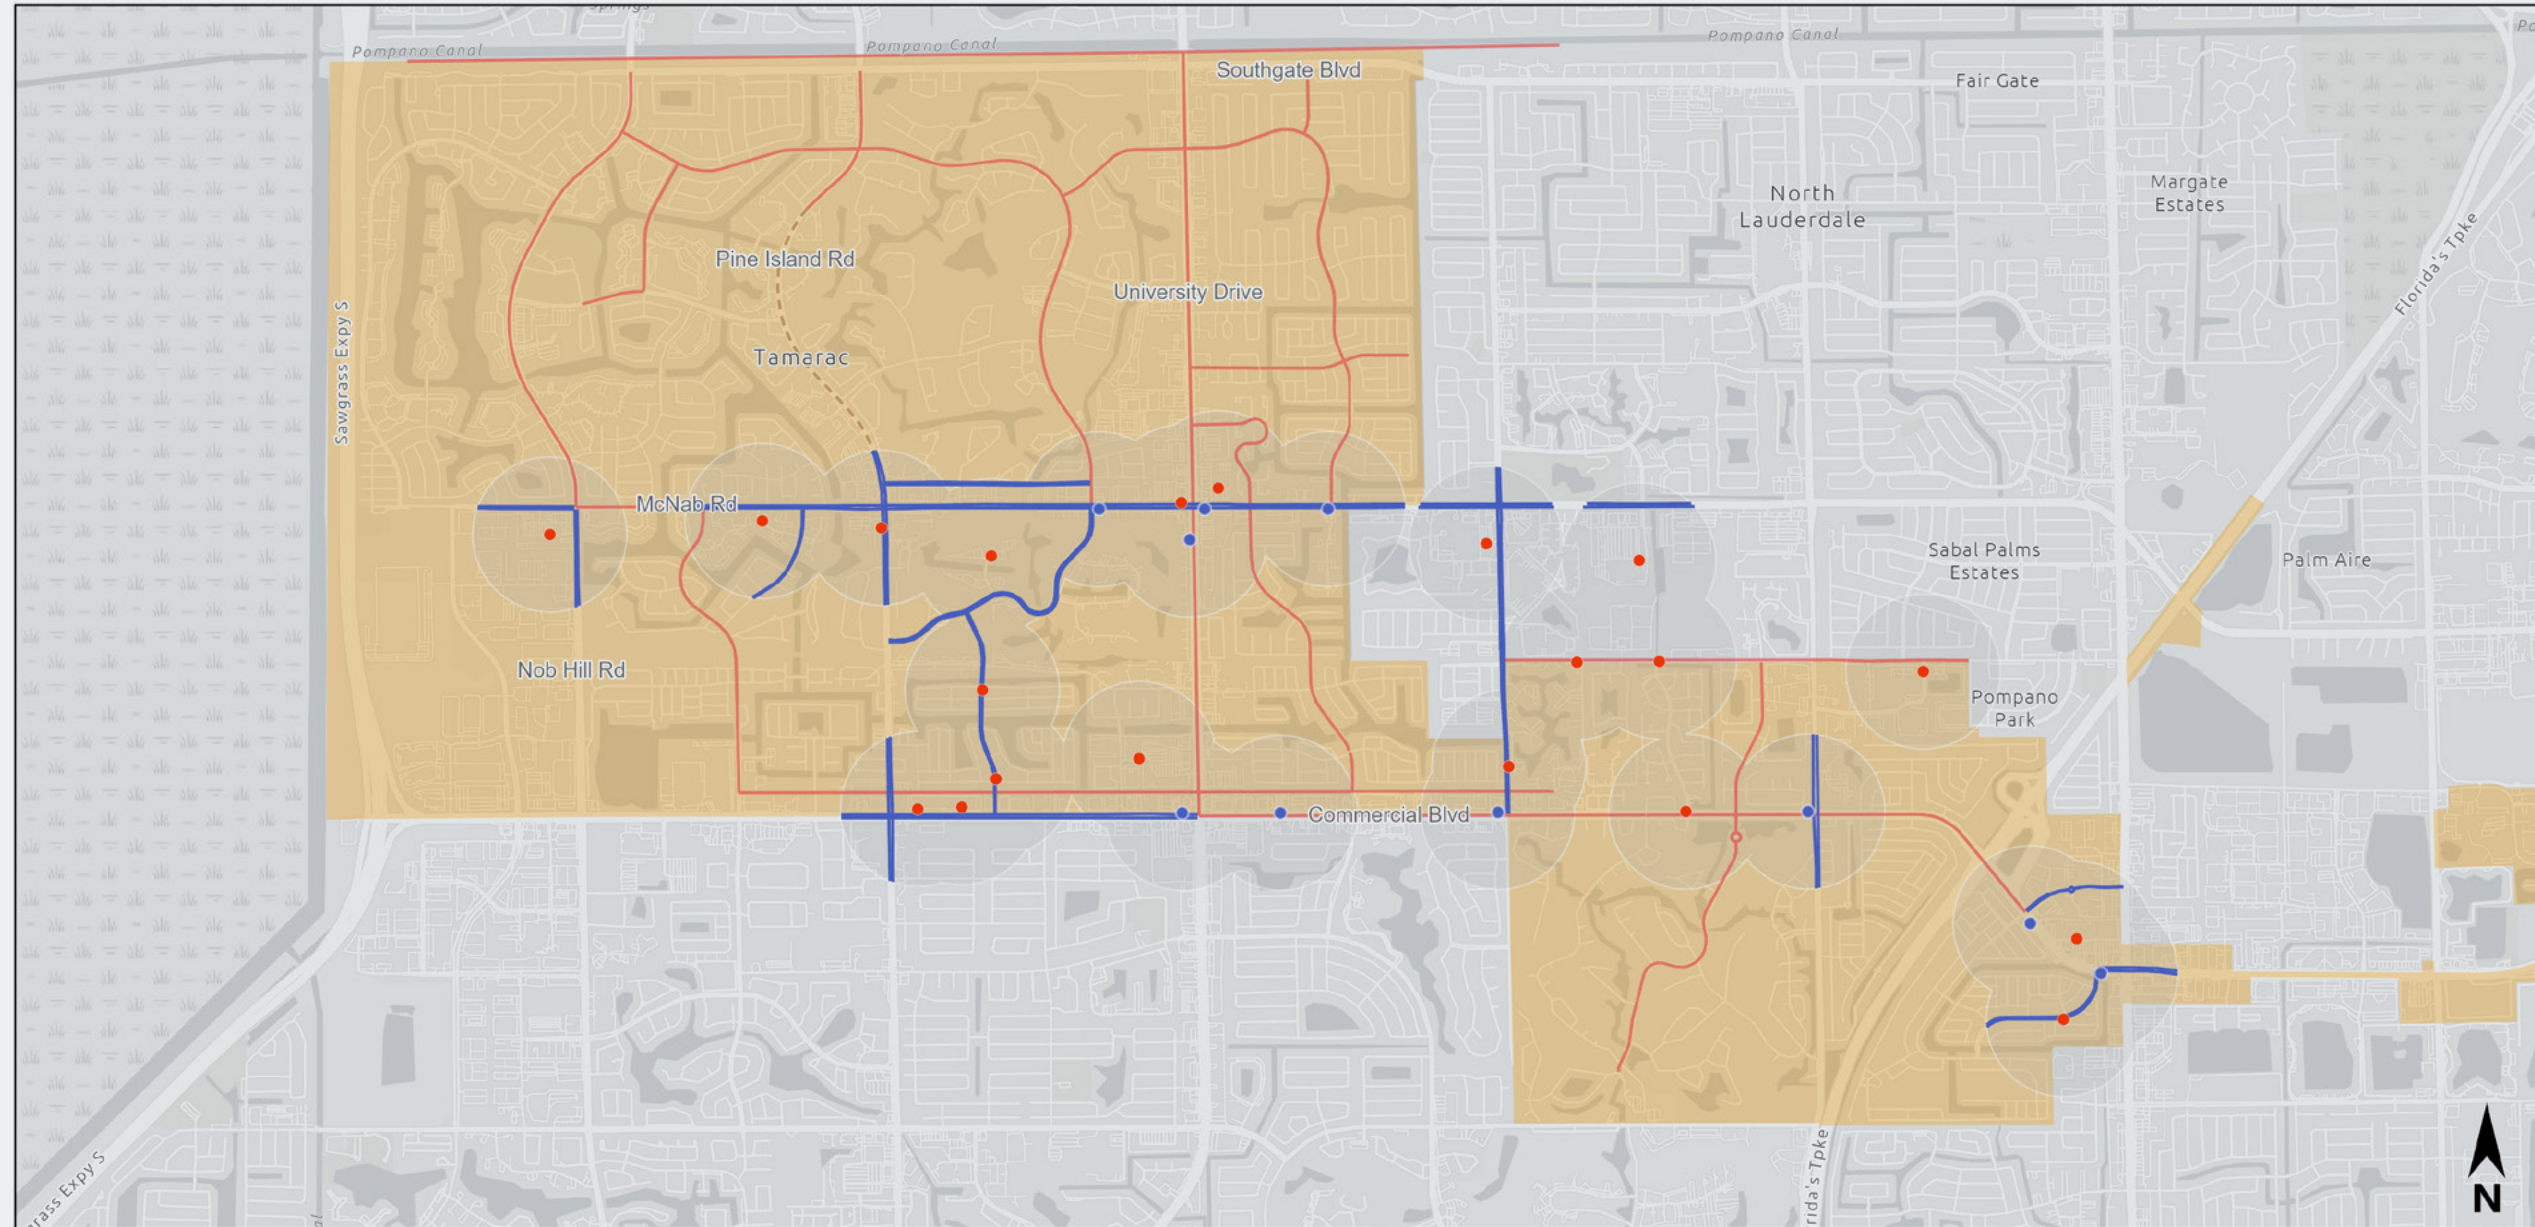 Springs
Pompano Canal
Pompano Canal
Pompano Canal
Southgate Blvd
Fair Gate
North
Lauderdale
Margate
Estates
Florida's Tpke
Pine Island Rd
University Drive
Tamarac
Sawgrass Expy S
McNab Rd
Sabal Palms
Estates
Palm Aire
Nob Hill Rd
Pompano
Park
Commercial Blvd
rida's Tpke
rass Expy S
N